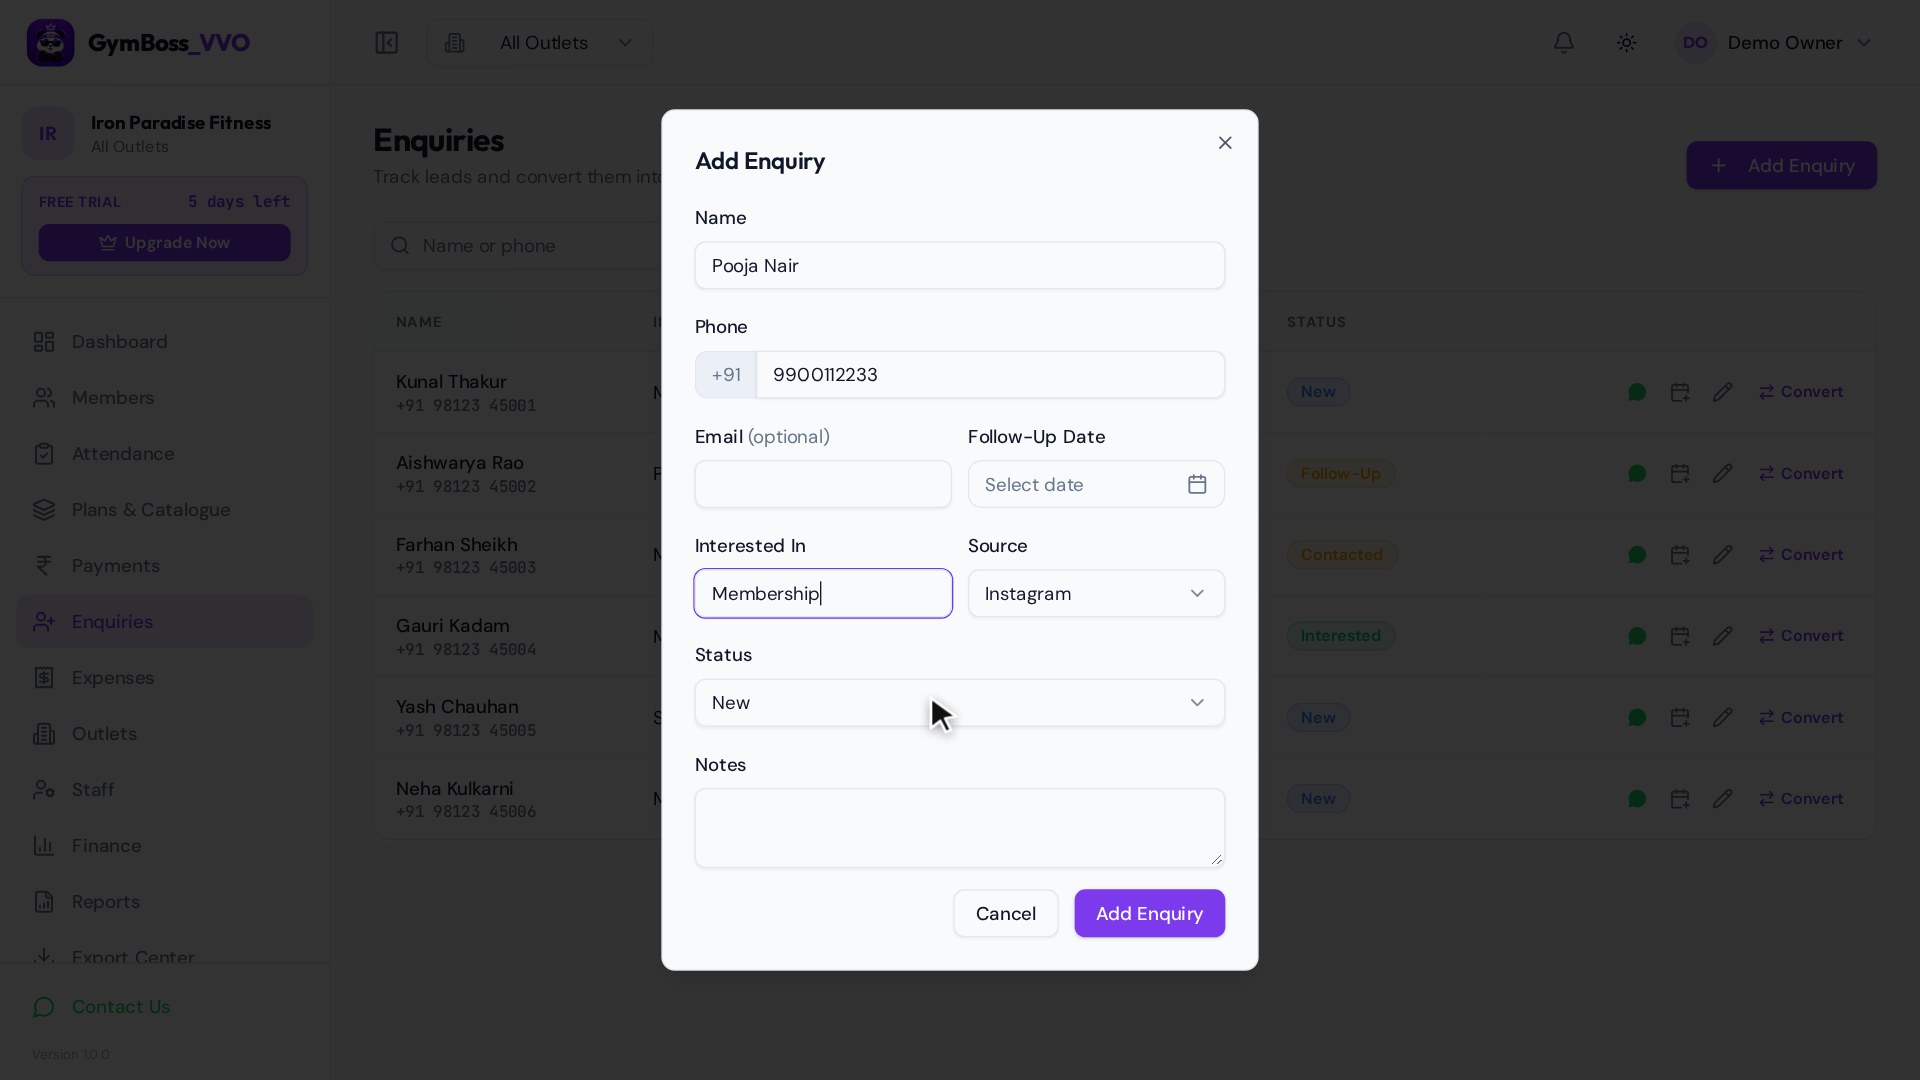 GymBoss_VVO
All Outlets
DO Demo Owner
IR
Iron Paradise Fitness
All Outlets
FREE TRIAL 5 days left
Upgrade Now
Dashboard
Members
Attendance
Plans & Catalogue
Payments
Enquiries
Expenses
Outlets
Staff
Finance
Reports
Export Center
Contact Us
Version 1.0.0
Enquiries
Track leads and convert them
Add Enquiry
Name or phone
NAME
STATUS
Kunal Thakur
+91 98123 45001
New
Convert
Aishwarya Rao
+91 98123 45002
Follow-Up
Convert
Farhan Sheikh
+91 98123 45003
Contacted
Convert
Gauri Kadam
+91 98123 45004
Interested
Convert
Yash Chauhan
+91 98123 45005
New
Convert
Neha Kulkarni
+91 98123 45006
New
Convert
Add Enquiry
Name
Pooja Nair
Phone
+91 9900112233
Email (optional) Follow-Up Date
Select date
Interested In Source
Membership Instagram
Status
New
Notes
Cancel Add Enquiry